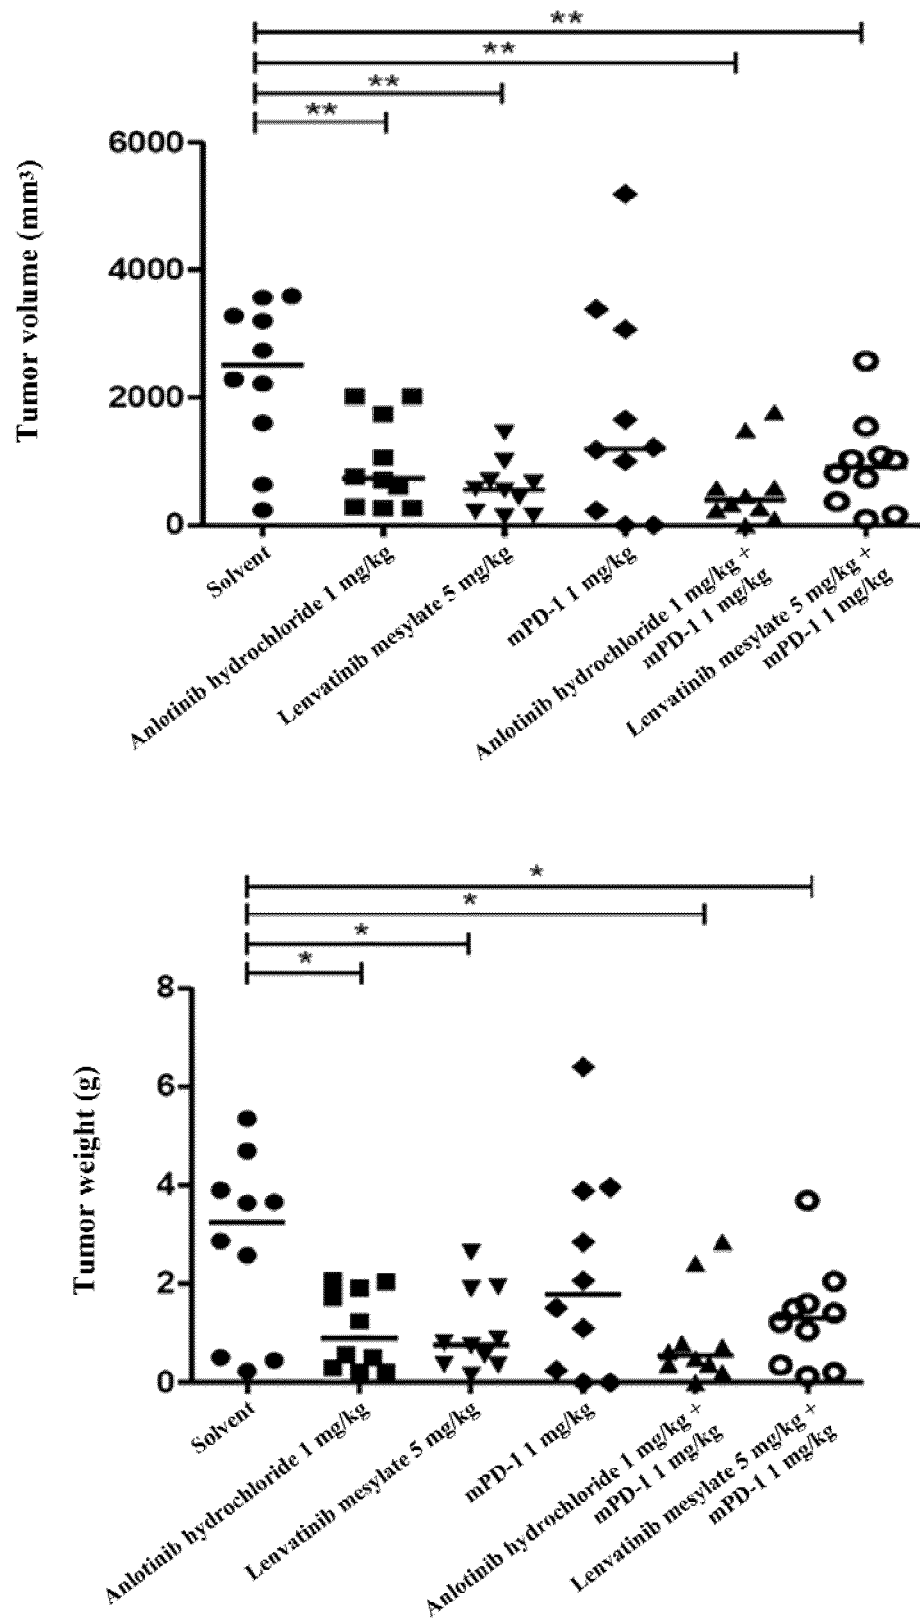 **
**
**
**
6000
4000
2000
0
Tumor volume (mm³)
Solvent
Anlotinib hydrochloride 1 mg/kg
Lenvatinib mesylate 5 mg/kg
mPD-1 1 mg/kg
Anlotinib hydrochloride 1 mg/kg +
mPD-1 1 mg/kg
Lenvatinib mesylate 5 mg/kg +
mPD-1 1 mg/kg
*
*
*
*
8
6
4
2
0
Tumor weight (g)
Solvent
Anlotinib hydrochloride 1 mg/kg
Lenvatinib mesylate 5 mg/kg
mPD-1 1 mg/kg
Anlotinib hydrochloride 1 mg/kg +
mPD-1 1 mg/kg
Lenvatinib mesylate 5 mg/kg +
mPD-1 1 mg/kg